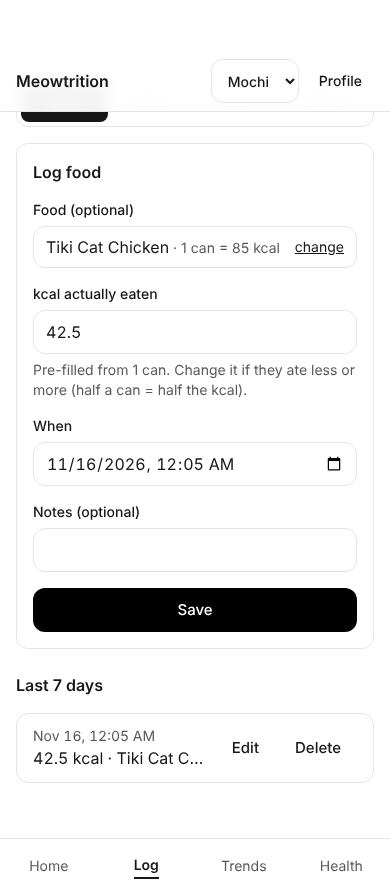 Meowtrition
Mochi
Profile
Log food
Food (optional)
Tiki Cat Chicken · 1 can = 85 kcal change
kcal actually eaten
42.5
Pre-filled from 1 can. Change it if they ate less or
more (half a can = half the kcal).
When
11/16/2026, 12:05 AM
Notes (optional)
Save
Last 7 days
Nov 16, 12:05 AM
42.5 kcal · Tiki Cat C...
Edit
Delete
Home
Log
Trends
Health